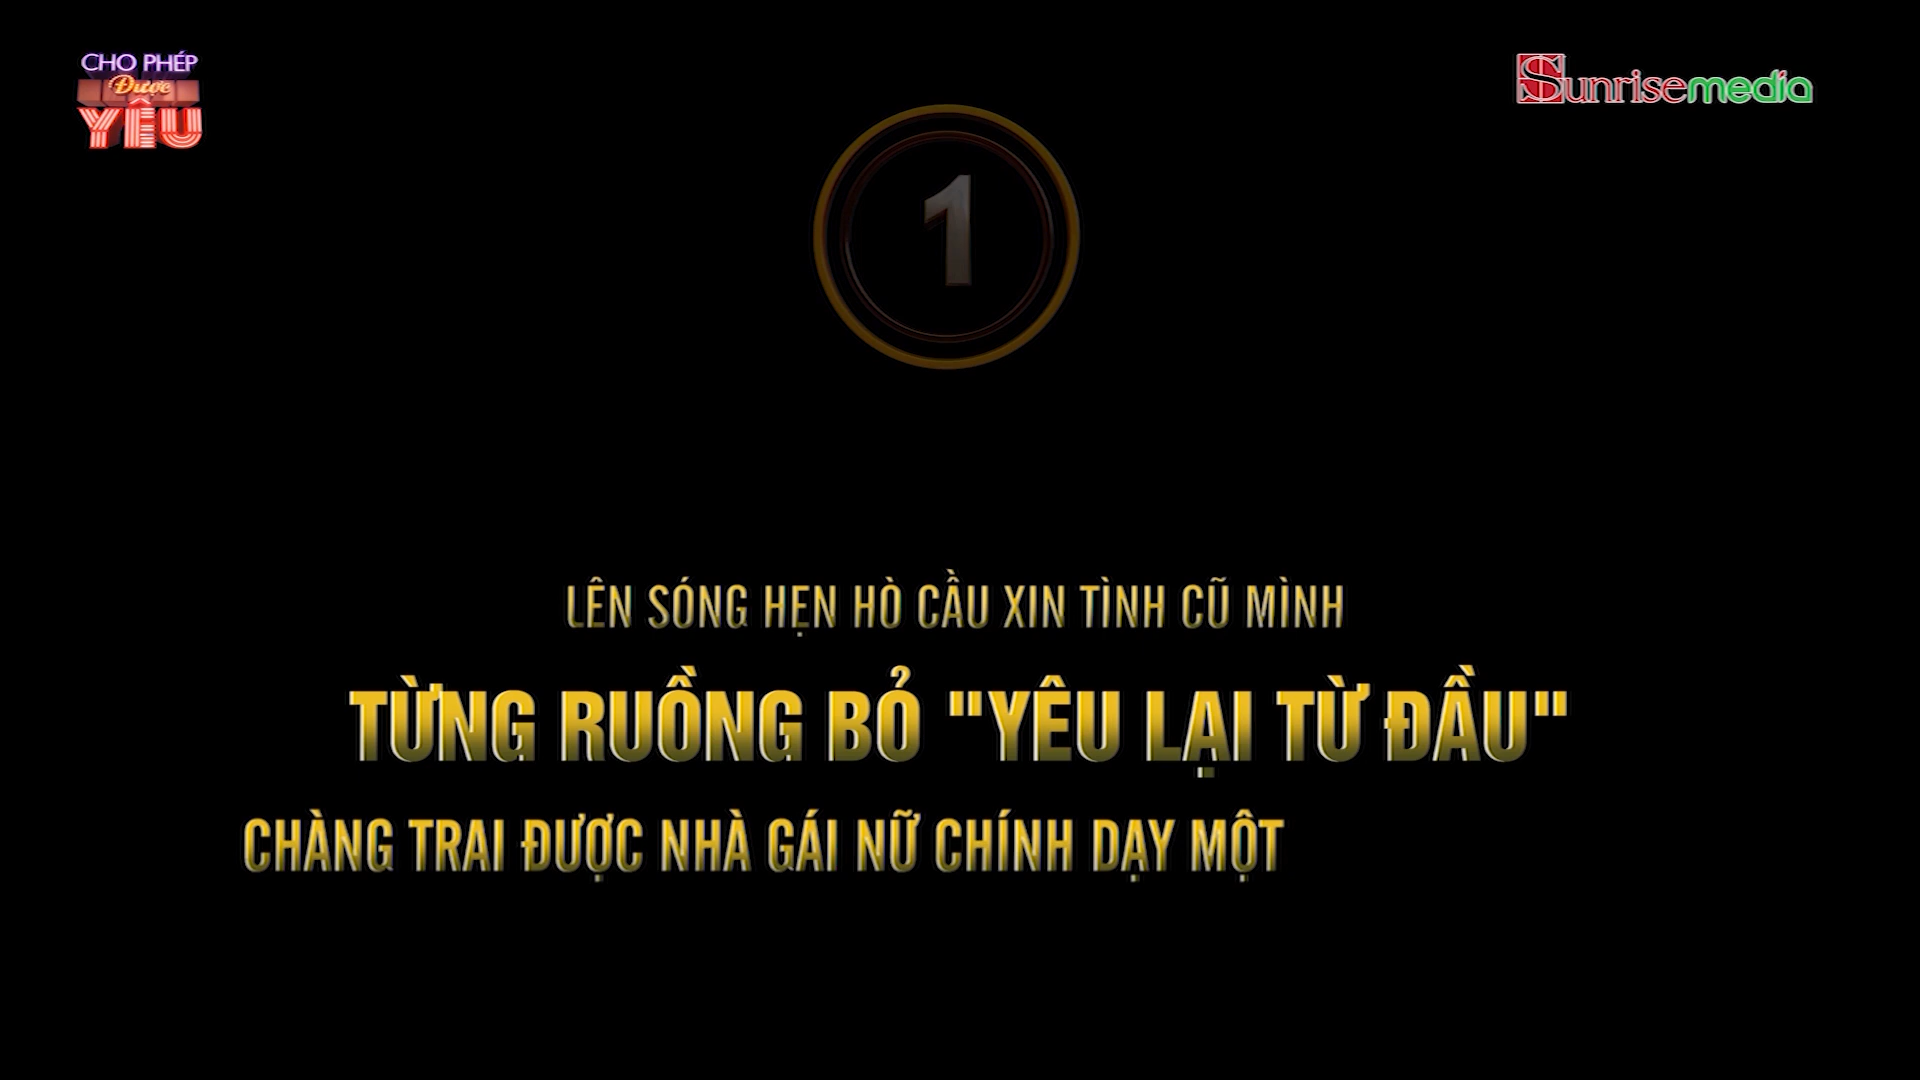 CHO PHÉP
Được
YÊU
Sunrisemedia
1
LÊN SÓNG HẸN HÒ CẦU XIN TÌNH CŨ MÌNH
TỪNG RUỒNG BỎ "YÊU LẠI TỪ ĐẦU"
CHÀNG TRAI ĐƯỢC NHÀ GÁI NỮ CHÍNH DẠY MỘT